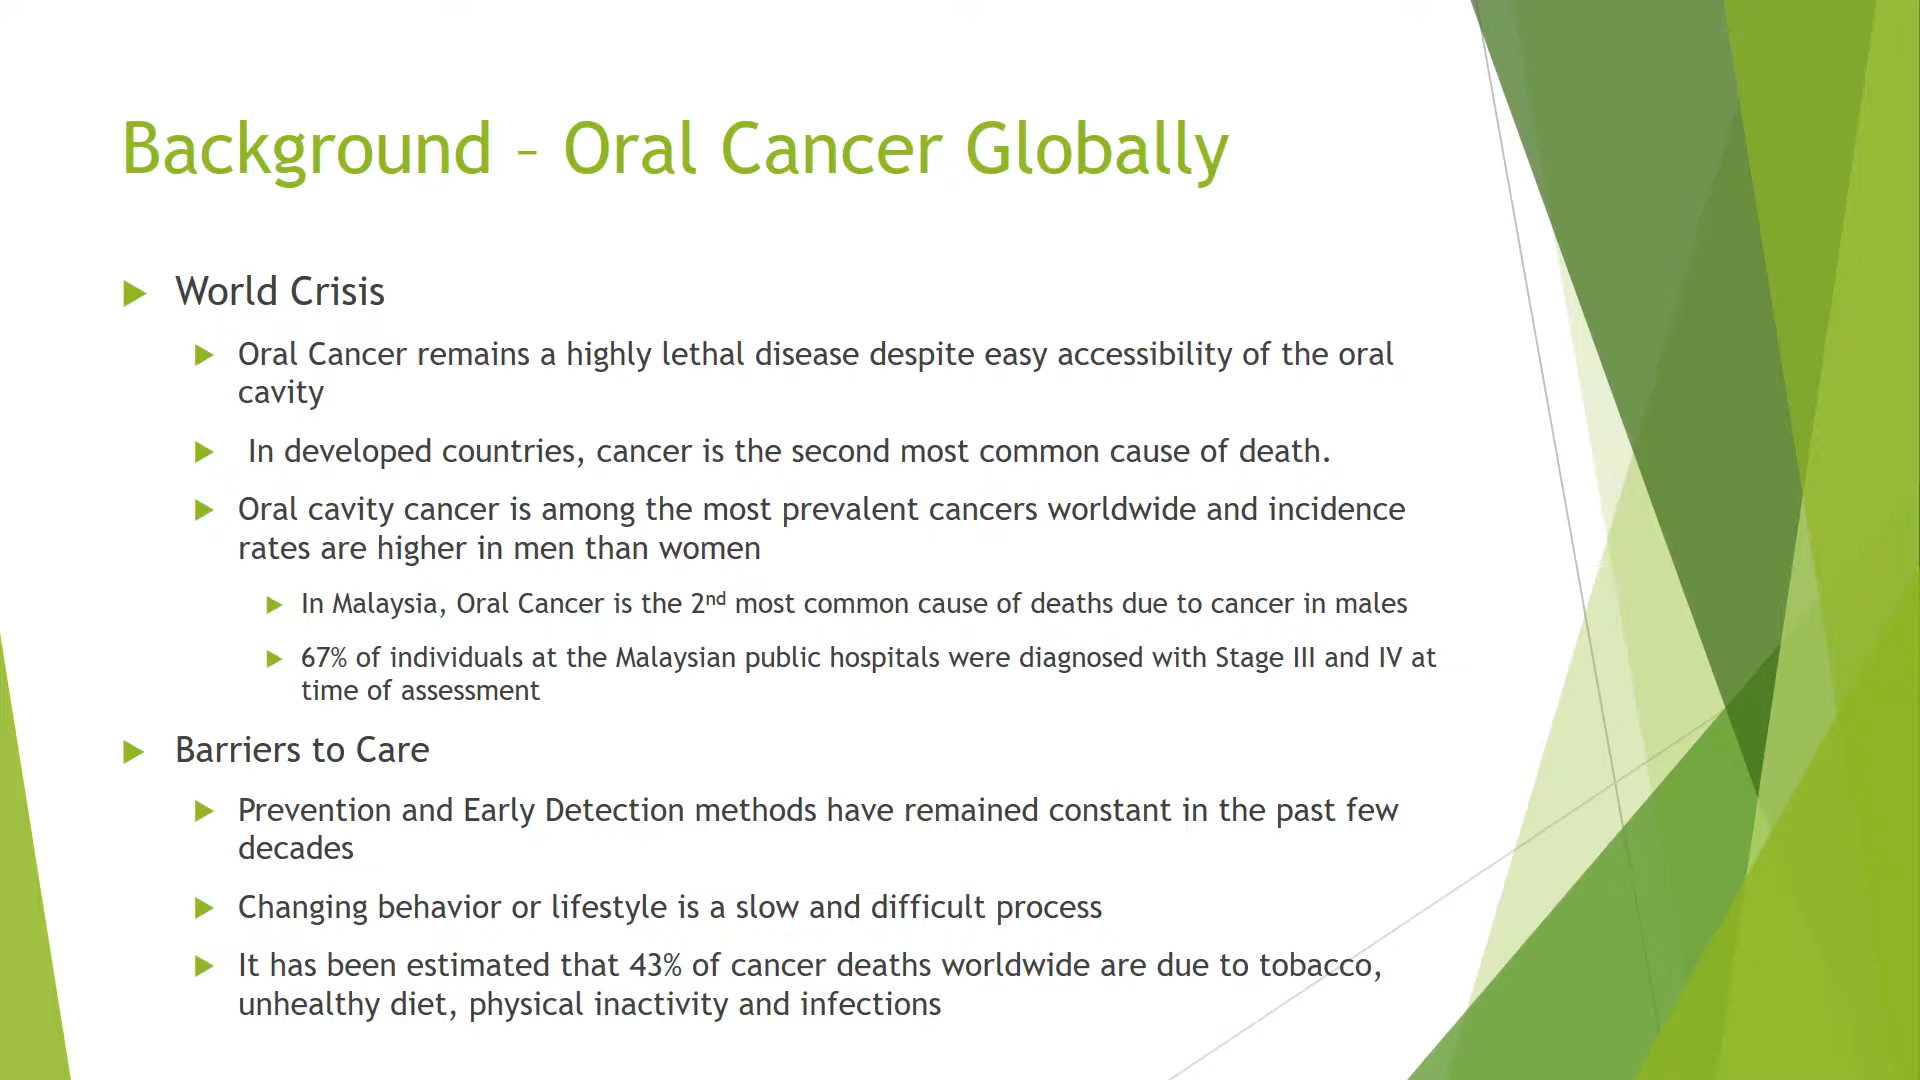 Background – Oral Cancer Globally
World Crisis
Oral Cancer remains a highly lethal disease despite easy accessibility of the oral
cavity
In developed countries, cancer is the second most common cause of death.
Oral cavity cancer is among the most prevalent cancers worldwide and incidence
rates are higher in men than women
In Malaysia, Oral Cancer is the 2nd most common cause of deaths due to cancer in males
67% of individuals at the Malaysian public hospitals were diagnosed with Stage III and IV at
time of assessment
Barriers to Care
Prevention and Early Detection methods have remained constant in the past few
decades
Changing behavior or lifestyle is a slow and difficult process
It has been estimated that 43% of cancer deaths worldwide are due to tobacco,
unhealthy diet, physical inactivity and infections